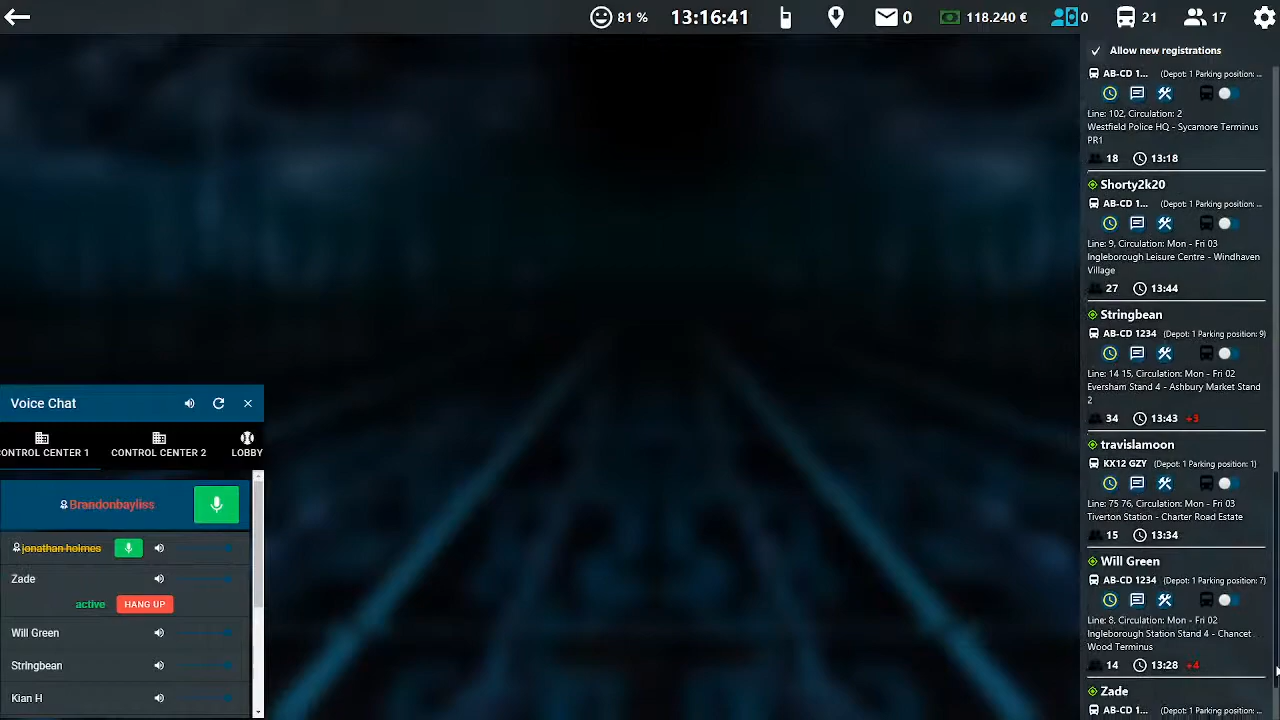 81 %
13:16:41
0
118.240 €
0
21
17
Allow new registrations
AB-CD 1... (Depot: 1 Parking position: ...
Line: 102, Circulation: 2
Westfield Police HQ - Sycamore Terminus
PR1
18 13:18
Shorty2k20
AB-CD 1... (Depot: 1 Parking position: ...
Line: 9, Circulation: Mon - Fri 03
Ingleborough Leisure Centre - Windhaven
Village
27 13:44
Stringbean
AB-CD 1234 (Depot: 1 Parking position: 9)
Line: 14 15, Circulation: Mon - Fri 02
Eversham Stand 4 - Ashbury Market Stand
2
34 13:43 +3
travislamoon
KX12 GZY (Depot: 1 Parking position: 1)
Line: 75 76, Circulation: Mon - Fri 03
Tiverton Station - Charter Road Estate
15 13:34
Will Green
AB-CD 1234 (Depot: 1 Parking position: 7)
Line: 8, Circulation: Mon - Fri 02
Ingleborough Station Stand 4 - Chancet
Wood Terminus
14 13:28 +4
Zade
AB-CD 1... (Depot: 1 Parking position: ...
Voice Chat
CONTROL CENTER 1 CONTROL CENTER 2 LOBBY
Brandonbayliss
jonathan holmes
Zade
active HANG UP
Will Green
Stringbean
Kian H